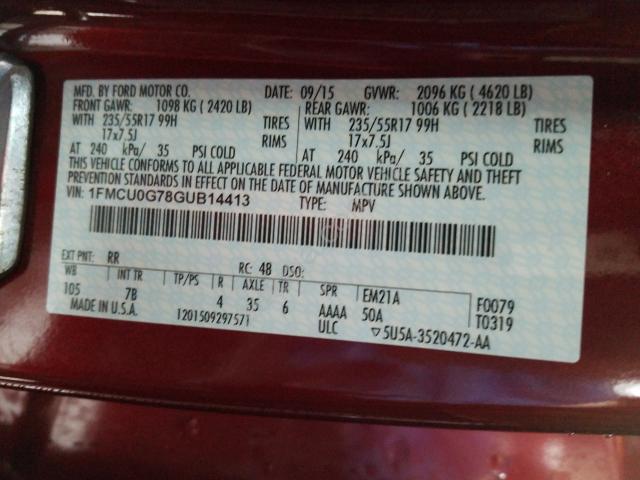 MFD. BY FORD MOTOR CO. DATE: 09/15 GVWR: 2096 KG ( 4620 LB)
FRONT GAWR: 1098 KG ( 2420 LB) REAR GAWR: 1006 KG ( 2218 LB)
WITH 235/55R17 99H TIRES WITH 235/55R17 99H TIRES
17x7.5J RIMS 17x7.5J RIMS
AT 240 kPa/ 35 PSI COLD AT 240 kPa/ 35 PSI COLD
THIS VEHICLE CONFORMS TO ALL APPLICABLE FEDERAL MOTOR VEHICLE SAFETY AND THEFT
PREVENTION STANDARDS IN EFFECT ON THE DATE OF MANUFACTURE SHOWN ABOVE.
VIN: 1FMCU0G78GUB14413 TYPE: MPV
EXT PNT: RR RC: 48 DSO:
WB INT TR TP/PS R AXLE TR SPR EM21A F0079
105 7B 4 35 6 AAAA 50A T0319
MADE IN U.S.A. 1201509297571 ULC ▽5U5A-3520472-AA